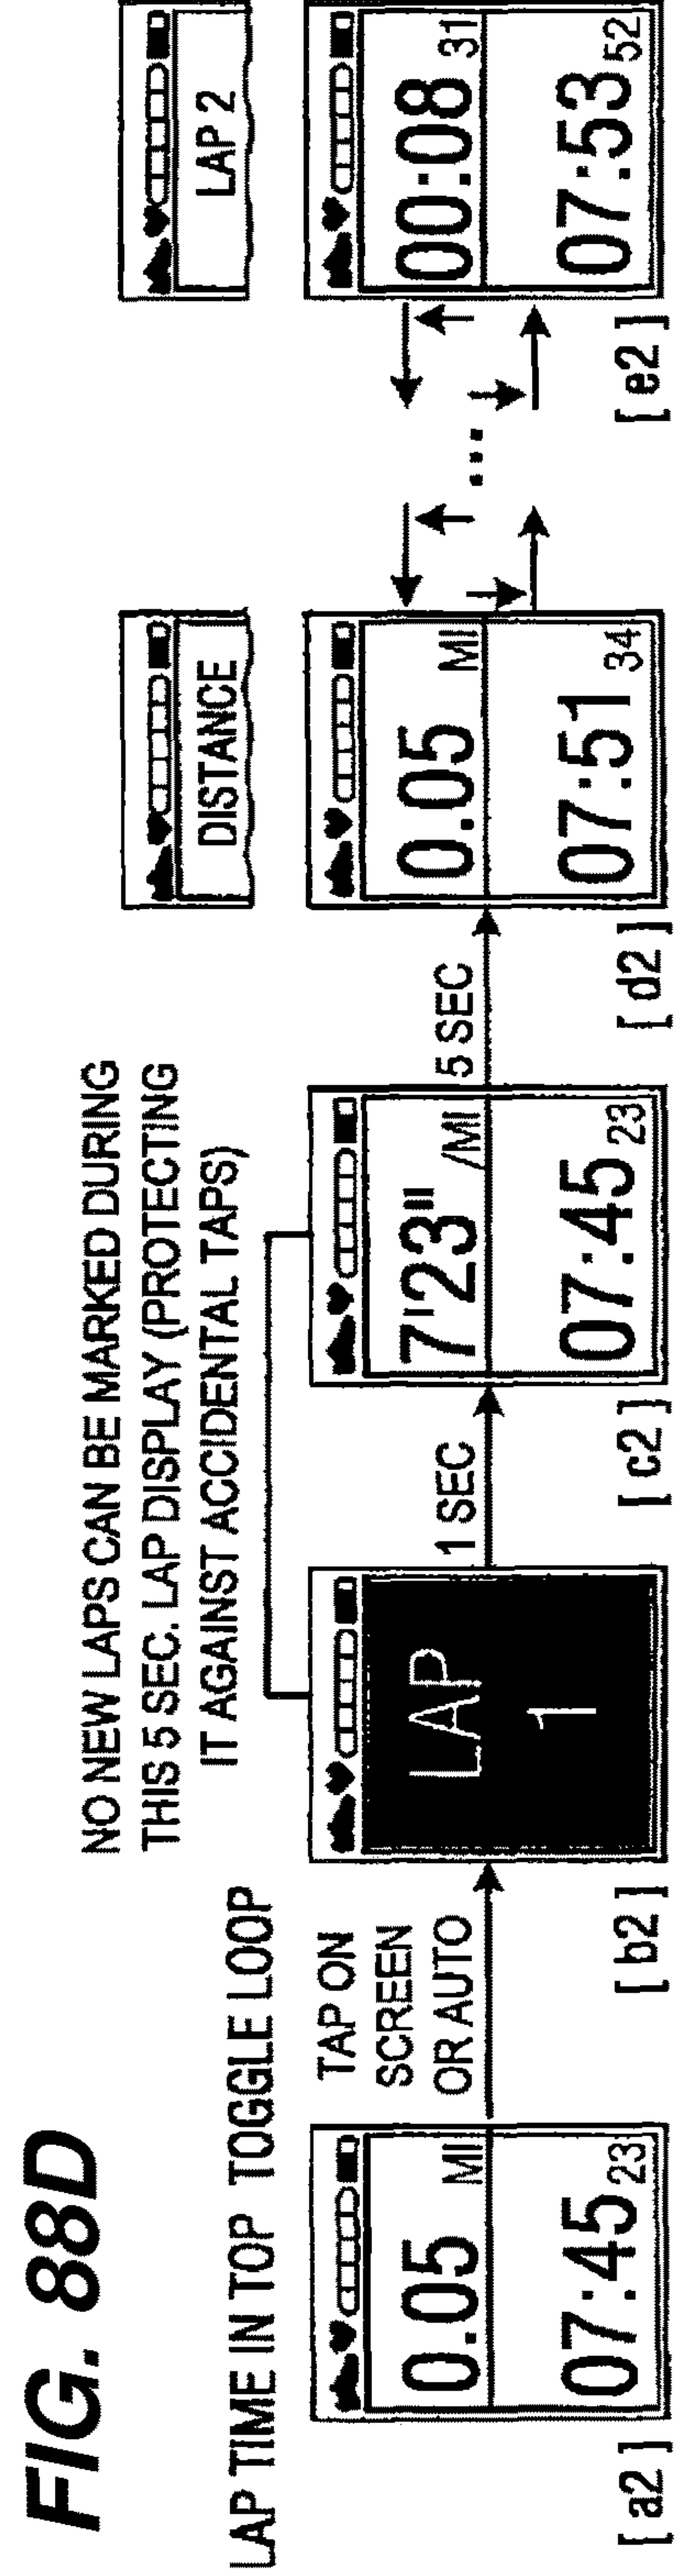 FIG. 88D
LAP TIME IN TOP TOGGLE LOOP
NO NEW LAPS CAN BE MARKED DURING
THIS 5 SEC. LAP DISPLAY (PROTECTING
IT AGAINST ACCIDENTAL TAPS)
0.05 MI
07:45 23
[ a2 ]
TAP ON
SCREEN
OR AUTO
LAP
1
[ b2 ]
1 SEC
7'23" /MI
07:45 23
[ c2 ]
5 SEC
DISTANCE
0.05 MI
07:51 34
[ d2 ]
...
LAP 2
00:08 31
07:53 52
[ e2 ]